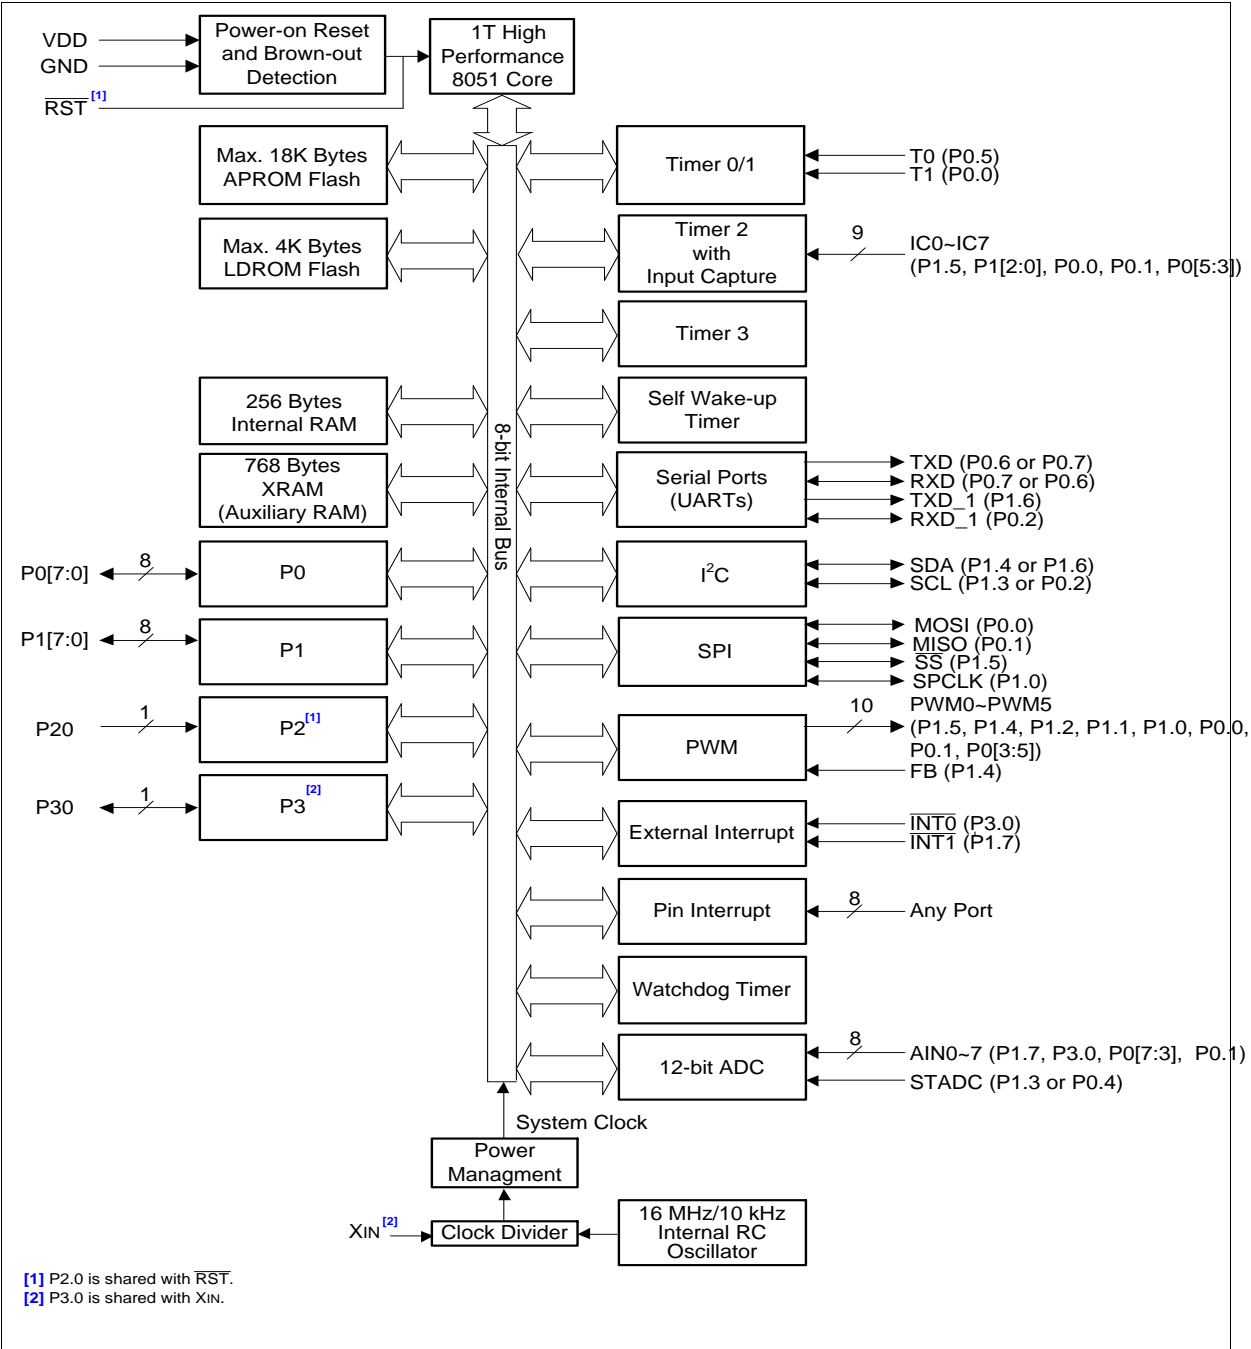 VDD
GND
RST [1]
Power-on Reset
and Brown-out
Detection
1T High
Performance
8051 Core
Max. 18K Bytes
APROM Flash
Max. 4K Bytes
LDROM Flash
256 Bytes
Internal RAM
768 Bytes
XRAM
(Auxiliary RAM)
P0[7:0]
8
P0
P1[7:0]
8
P1
P20
1
P2[1]
P30
1
P3[2]
8-bit Internal Bus
Timer 0/1
T0 (P0.5)
T1 (P0.0)
Timer 2
with
Input Capture
9
IC0~IC7
(P1.5, P1[2:0], P0.0, P0.1, P0[5:3])
Timer 3
Self Wake-up
Timer
Serial Ports
(UARTs)
TXD (P0.6 or P0.7)
RXD (P0.7 or P0.6)
TXD_1 (P1.6)
RXD_1 (P0.2)
I2C
SDA (P1.4 or P1.6)
SCL (P1.3 or P0.2)
SPI
MOSI (P0.0)
MISO (P0.1)
SS (P1.5)
SPCLK (P1.0)
PWM
10
PWM0~PWM5
(P1.5, P1.4, P1.2, P1.1, P1.0, P0.0,
P0.1, P0[3:5])
FB (P1.4)
External Interrupt
INT0 (P3.0)
INT1 (P1.7)
Pin Interrupt
8
Any Port
Watchdog Timer
12-bit ADC
8
AIN0~7 (P1.7, P3.0, P0[7:3], P0.1)
STADC (P1.3 or P0.4)
System Clock
Power
Managment
XIN [2]
Clock Divider
16 MHz/10 kHz
Internal RC
Oscillator
[1] P2.0 is shared with RST.
[2] P3.0 is shared with XIN.